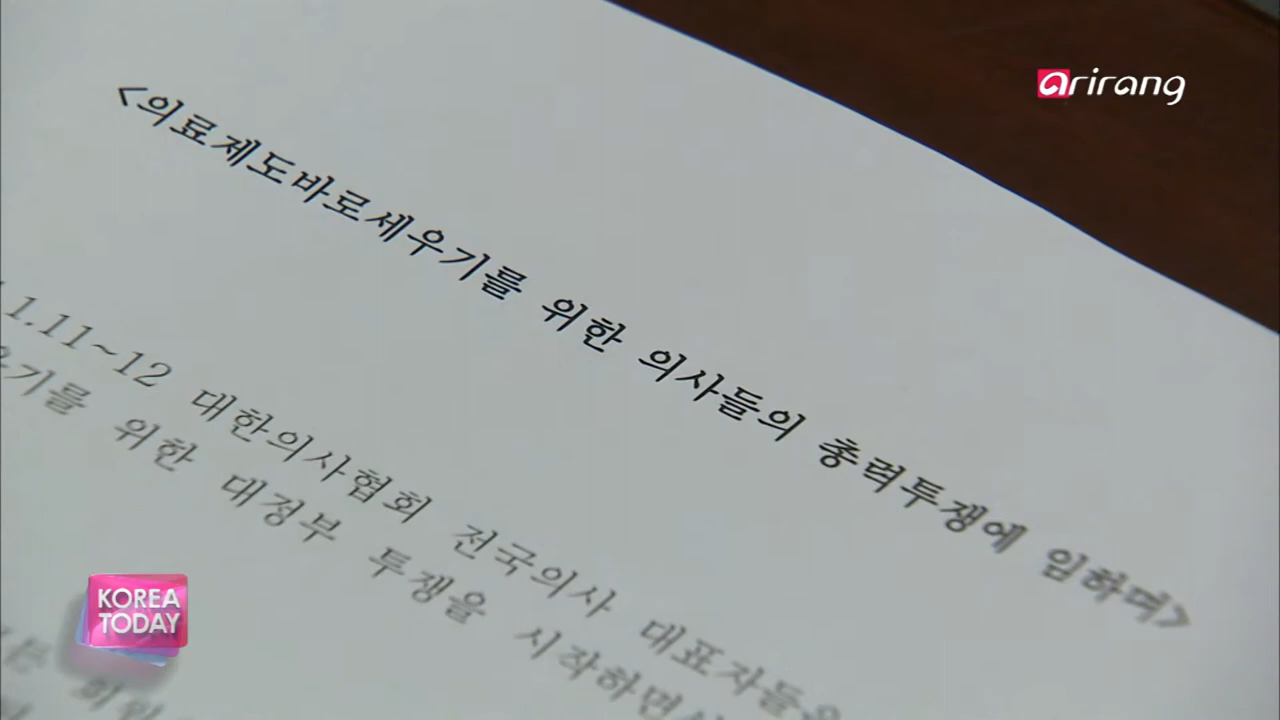 arirang
<의료제도바로세우기를 위한 의사들의 총력투쟁에 임하며>
1.11~12 대한의사협회 전국의사 대표자들은
기를 위한 대정부 투쟁을 시작하면서
KOREA
TODAY